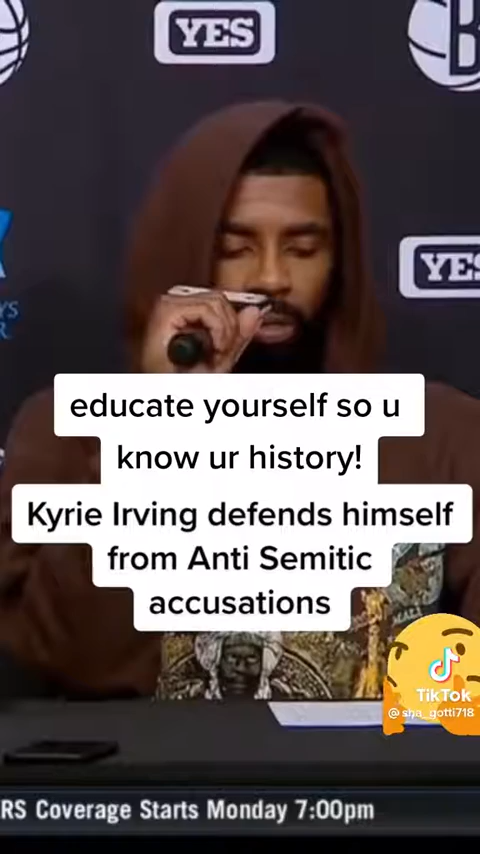 YES
B
YES
YS
R
educate yourself so u
know ur history!
Kyrie Irving defends himself
from Anti Semitic
accusations
TikTok
@sha_gotti718
RS Coverage Starts Monday 7:00pm